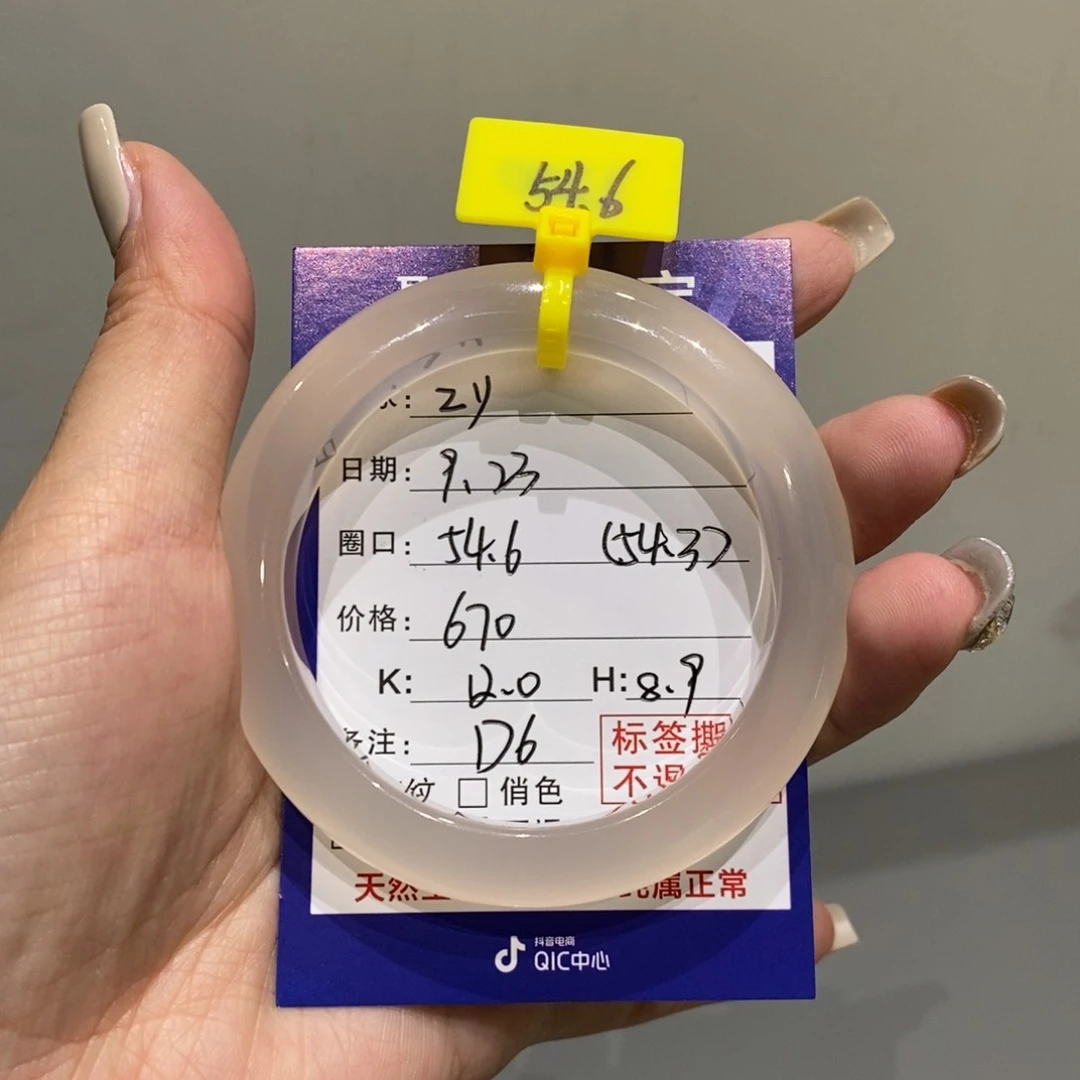 54.6
: ZY
日期: 9.23
圈口: 54.6 (54.3)
价格: 670
K: 12.0 H: 8.9
备注: D6
标签撕
不退
纹 □ 俏色
天然 属正常
抖音电商
QIC中心